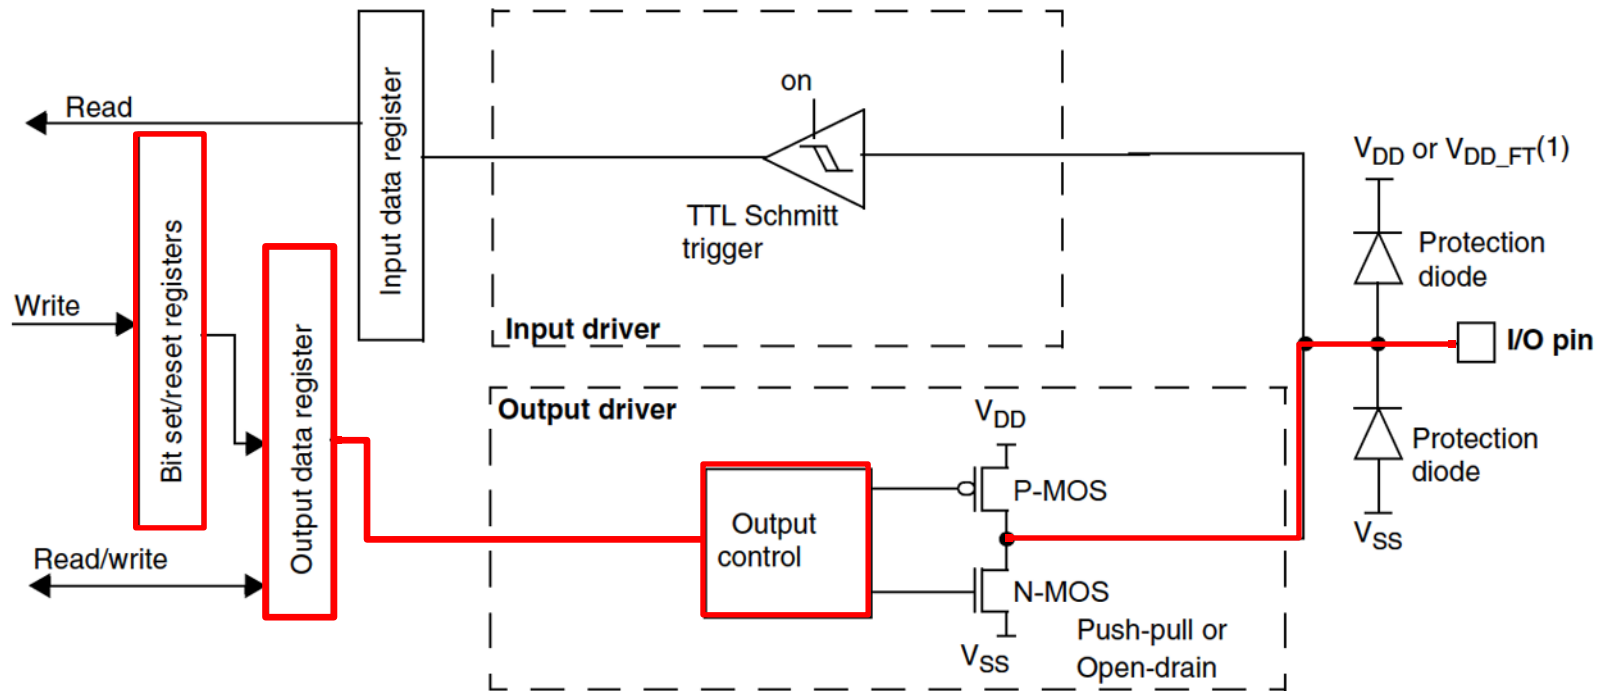 Read
Write
Read/write
Bit set/reset registers
Output data register
Input data register
on
TTL Schmitt
trigger
Input driver
Output driver
VDD
Output
control
P-MOS
N-MOS
VSS
Push-pull or
Open-drain
VDD or VDD_FT(1)
Protection
diode
I/O pin
Protection
diode
VSS